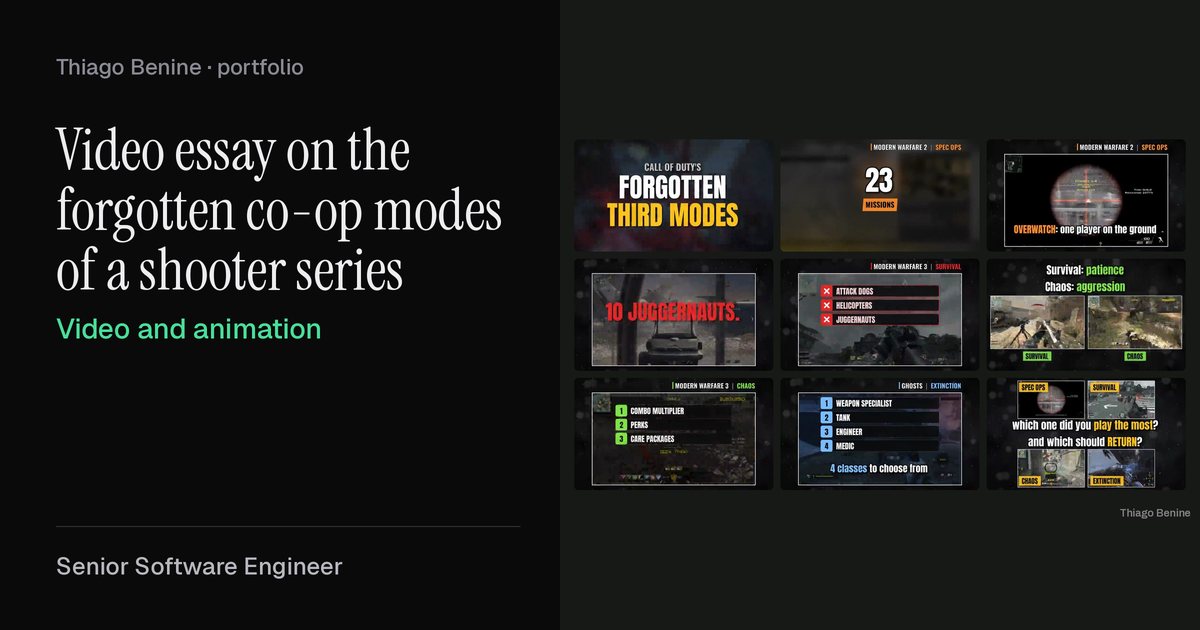 Thiago Benine · portfolio
Video essay on the
forgotten co-op modes
of a shooter series
Video and animation
Senior Software Engineer
CALL OF DUTY'S
FORGOTTEN
THIRD MODES
MODERN WARFARE 2 | SPEC OPS
23
MISSIONS
MODERN WARFARE 2 | SPEC OPS
OVERWATCH: one player on the ground
10 JUGGERNAUTS.
MODERN WARFARE 3 | SURVIVAL
ATTACK DOGS
HELICOPTERS
JUGGERNAUTS
Survival: patience
Chaos: aggression
SURVIVAL
CHAOS
MODERN WARFARE 3 | CHAOS
1 COMBO MULTIPLIER
2 PERKS
3 CARE PACKAGES
GHOSTS | EXTINCTION
1 WEAPON SPECIALIST
2 TANK
3 ENGINEER
4 MEDIC
4 classes to choose from
SPEC OPS
SURVIVAL
which one did you play the most?
and which should RETURN?
CHAOS
EXTINCTION
Thiago Benine